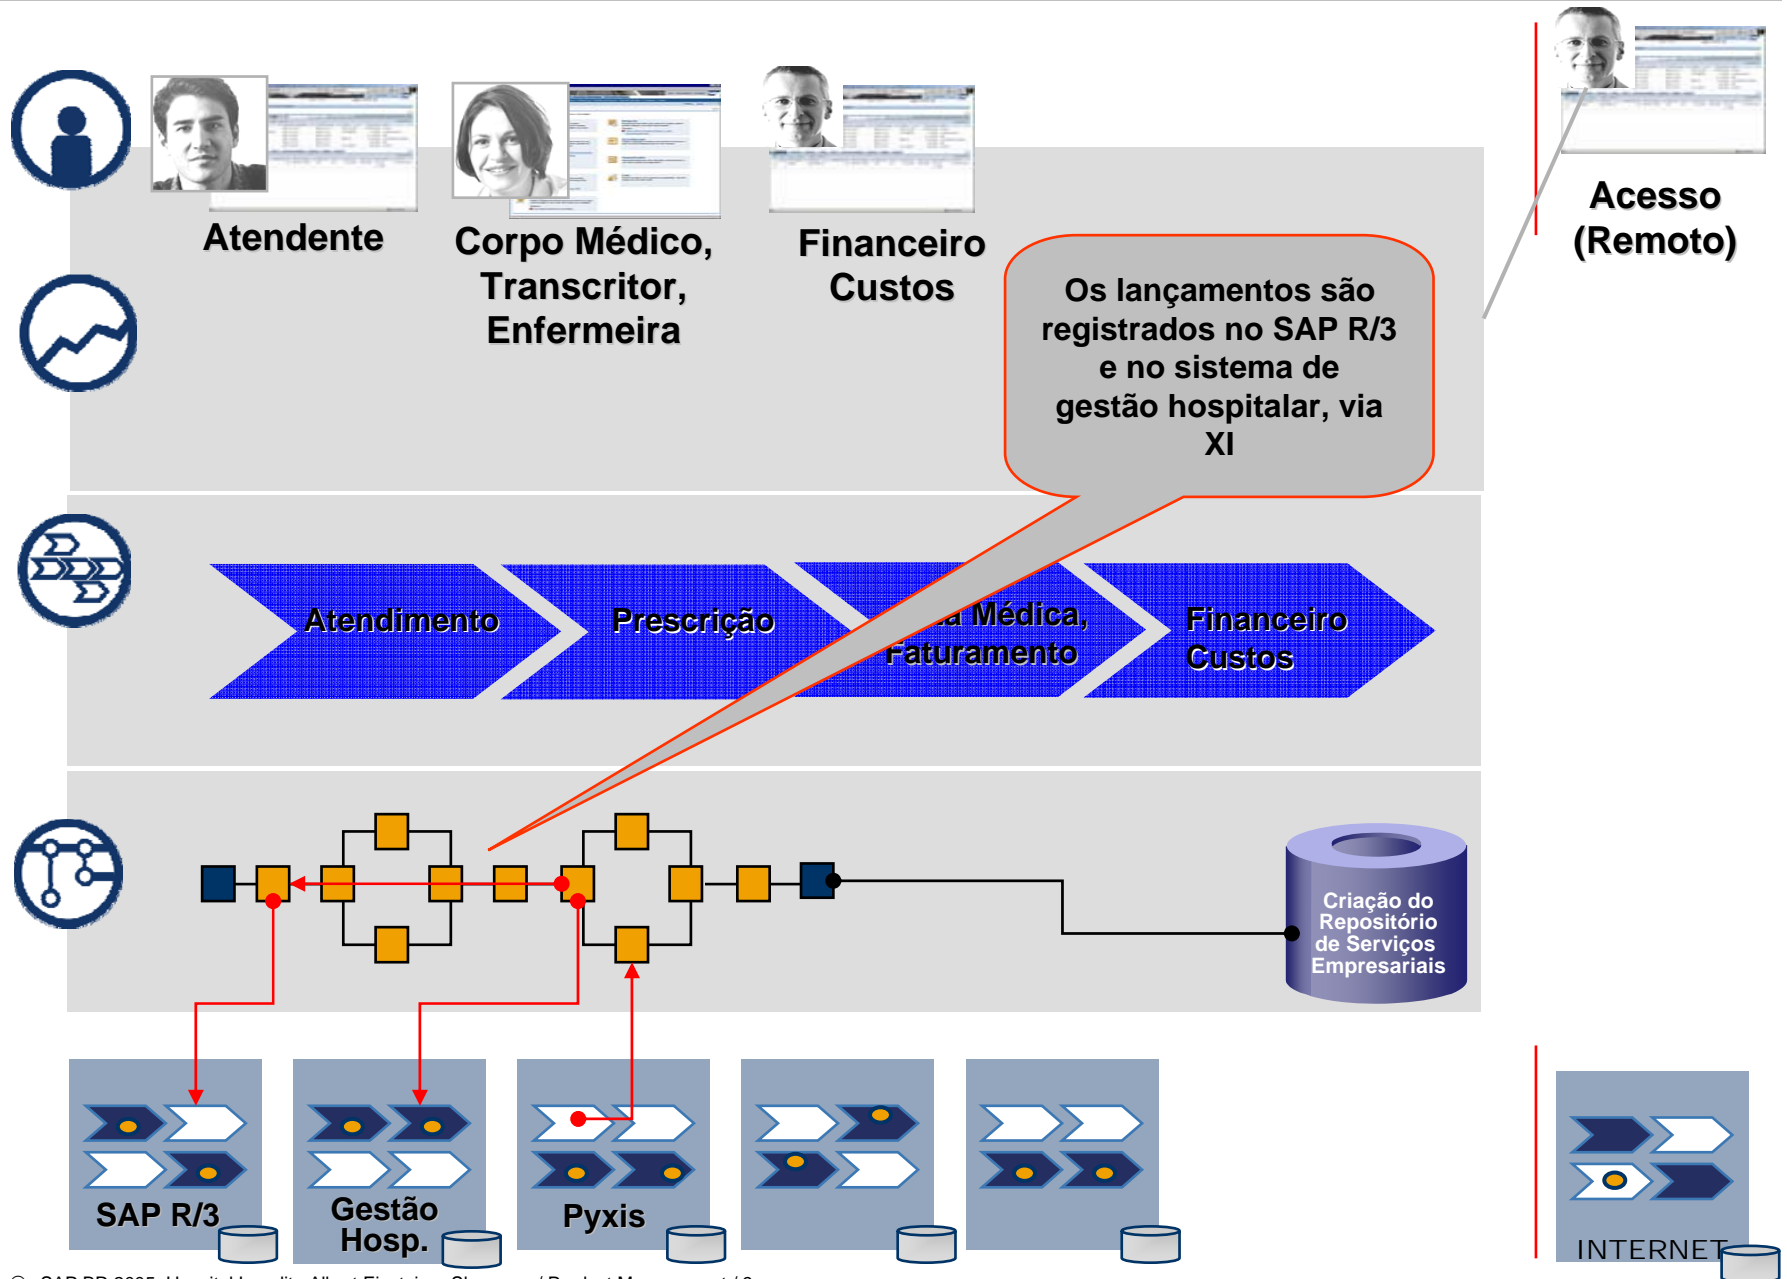 Acesso
(Remoto)
Atendente
Corpo Médico,
Transcritor,
Enfermeira
Financeiro
Custos
Os lançamentos são
registrados no SAP R/3
e no sistema de
gestão hospitalar, via
XI
Atendimento
Prescrição
Médica,
Faturamento
Financeiro
Custos
Criação do
Repositório
de Serviços
Empresariais
SAP R/3
Gestão
Hosp.
Pyxis
INTERNET